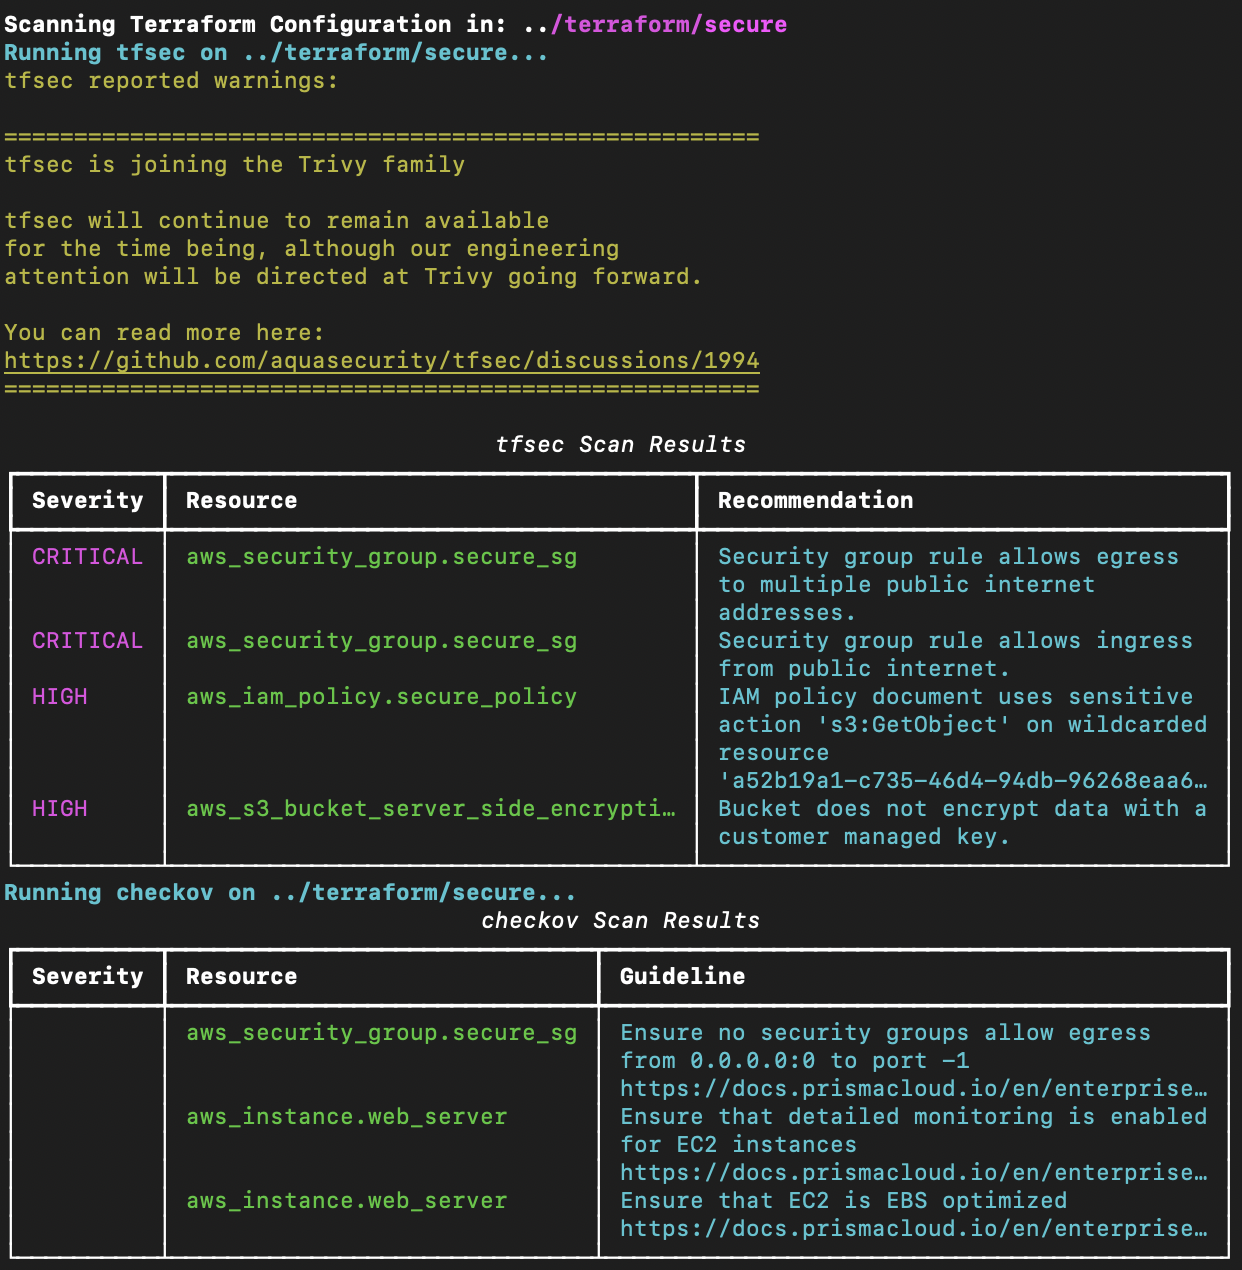 Scanning Terraform Configuration in: ../terraform/secure
Running tfsec on ../terraform/secure...
tfsec reported warnings:
======================================================
tfsec is joining the Trivy family
tfsec will continue to remain available
for the time being, although our engineering
attention will be directed at Trivy going forward.
You can read more here:
https://github.com/aquasecurity/tfsec/discussions/1994
======================================================
tfsec Scan Results
Severity Resource Recommendation
CRITICAL aws_security_group.secure_sg Security group rule allows egress
to multiple public internet
addresses.
CRITICAL aws_security_group.secure_sg Security group rule allows ingress
from public internet.
HIGH aws_iam_policy.secure_policy IAM policy document uses sensitive
action 's3:GetObject' on wildcarded
resource
'a52b19a1-c735-46d4-94db-96268eaa6…
HIGH aws_s3_bucket_server_side_encrypti… Bucket does not encrypt data with a
customer managed key.
Running checkov on ../terraform/secure...
checkov Scan Results
Severity Resource Guideline
aws_security_group.secure_sg Ensure no security groups allow egress
from 0.0.0.0:0 to port -1
https://docs.prismacloud.io/en/enterprise…
aws_instance.web_server Ensure that detailed monitoring is enabled
for EC2 instances
https://docs.prismacloud.io/en/enterprise…
aws_instance.web_server Ensure that EC2 is EBS optimized
https://docs.prismacloud.io/en/enterprise…